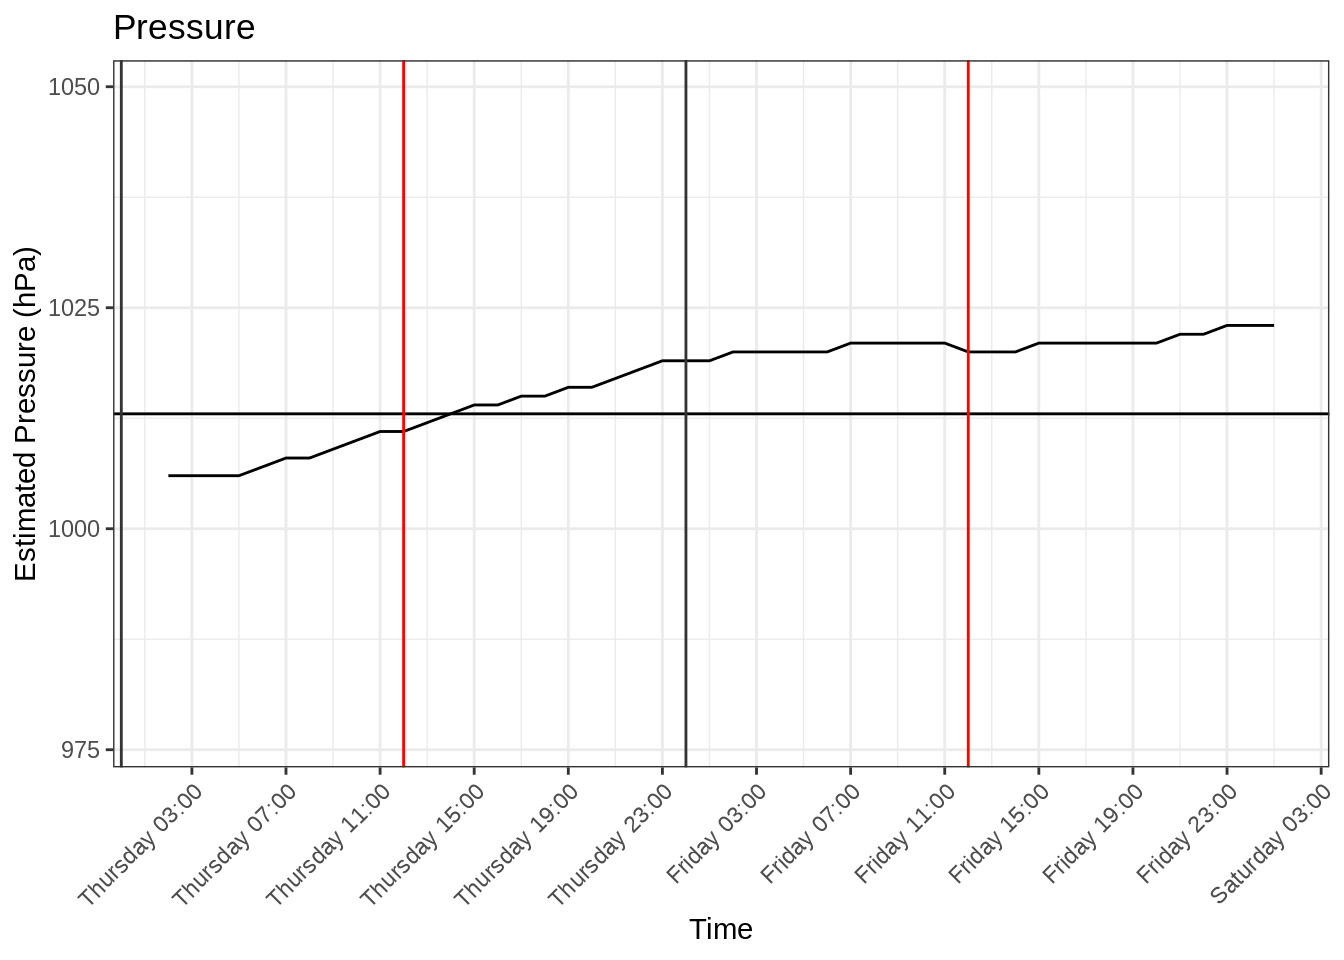 Pressure
Estimated Pressure (hPa)
1050
1025
1000
975
Thursday 03:00
Thursday 07:00
Thursday 11:00
Thursday 15:00
Thursday 19:00
Thursday 23:00
Friday 03:00
Friday 07:00
Friday 11:00
Friday 15:00
Friday 19:00
Friday 23:00
Saturday 03:00
Time